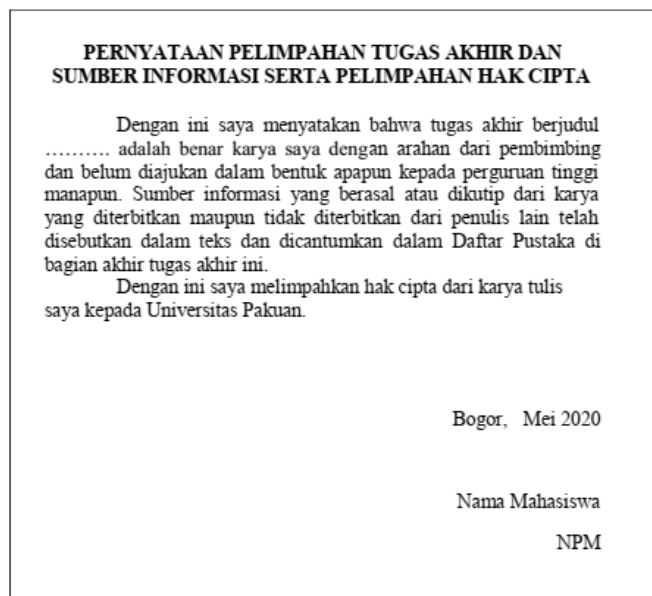 PERNYATAAN PELIMPAHAN TUGAS AKHIR DAN
SUMBER INFORMASI SERTA PELIMPAHAN HAK CIPTA
Dengan ini saya menyatakan bahwa tugas akhir berjudul
.......... adalah benar karya saya dengan arahan dari pembimbing
dan belum diajukan dalam bentuk apapun kepada perguruan tinggi
manapun. Sumber informasi yang berasal atau dikutip dari karya
yang diterbitkan maupun tidak diterbitkan dari penulis lain telah
disebutkan dalam teks dan dicantumkan dalam Daftar Pustaka di
bagian akhir tugas akhir ini.
Dengan ini saya melimpahkan hak cipta dari karya tulis
saya kepada Universitas Pakuan.
Bogor, Mei 2020
Nama Mahasiswa
NPM